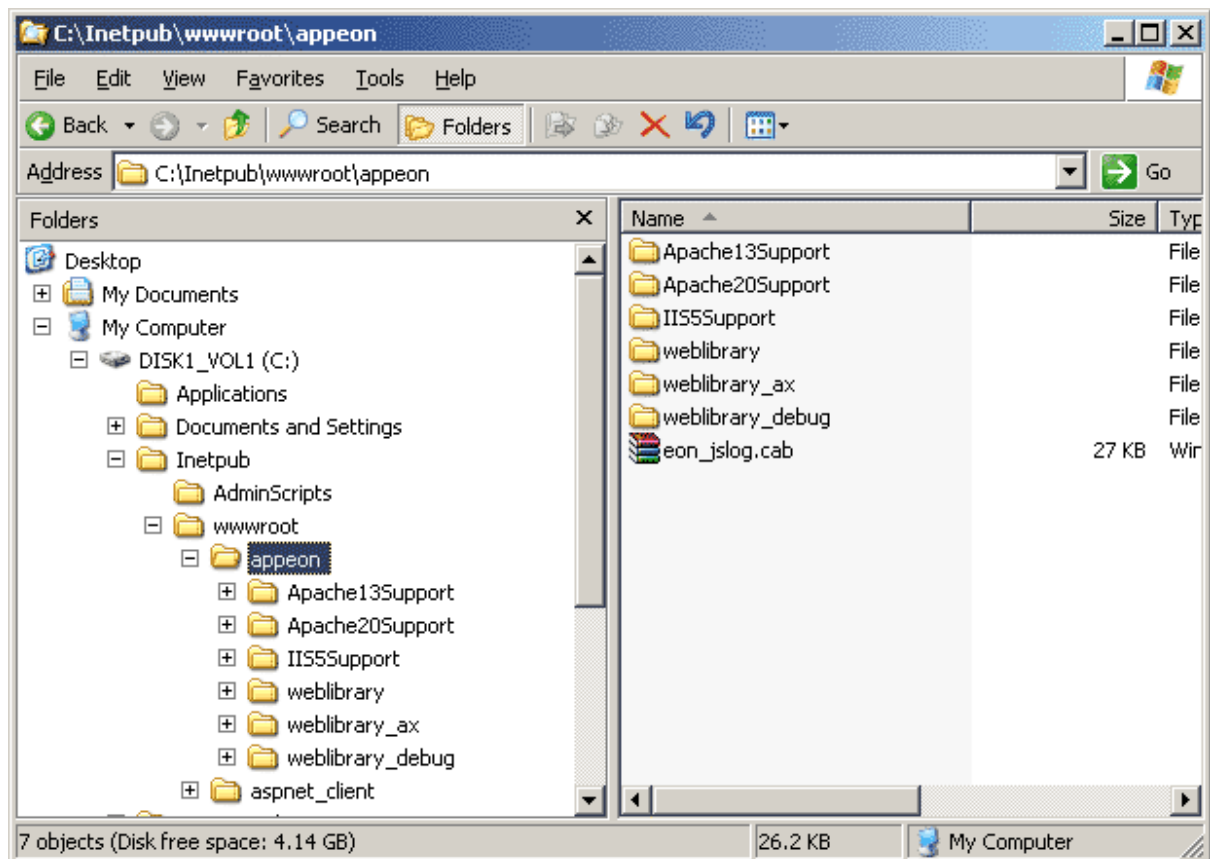 C:\Inetpub\wwwroot\appeon
File Edit View Favorites Tools Help
Back Search Folders
Address C:\Inetpub\wwwroot\appeon Go
Folders
Desktop
My Documents
My Computer
DISK1_VOL1 (C:)
Applications
Documents and Settings
Inetpub
AdminScripts
wwwroot
appeon
Apache13Support
Apache20Support
IIS5Support
weblibrary
weblibrary_ax
weblibrary_debug
aspnet_client
Name Size Typ
Apache13Support File
Apache20Support File
IIS5Support File
weblibrary File
weblibrary_ax File
weblibrary_debug File
eon_jslog.cab 27 KB Win
7 objects (Disk free space: 4.14 GB) 26.2 KB My Computer